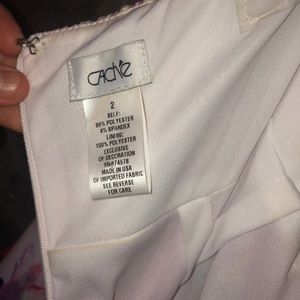 CACHE
2
SELF:
96% POLYESTER
4% SPANDEX
LINING:
100% POLYESTER
EXCLUSIVE
OF DECORATION
RN#74578
MADE IN USA
OF IMPORTED FABRIC
SEE REVERSE
FOR CARE